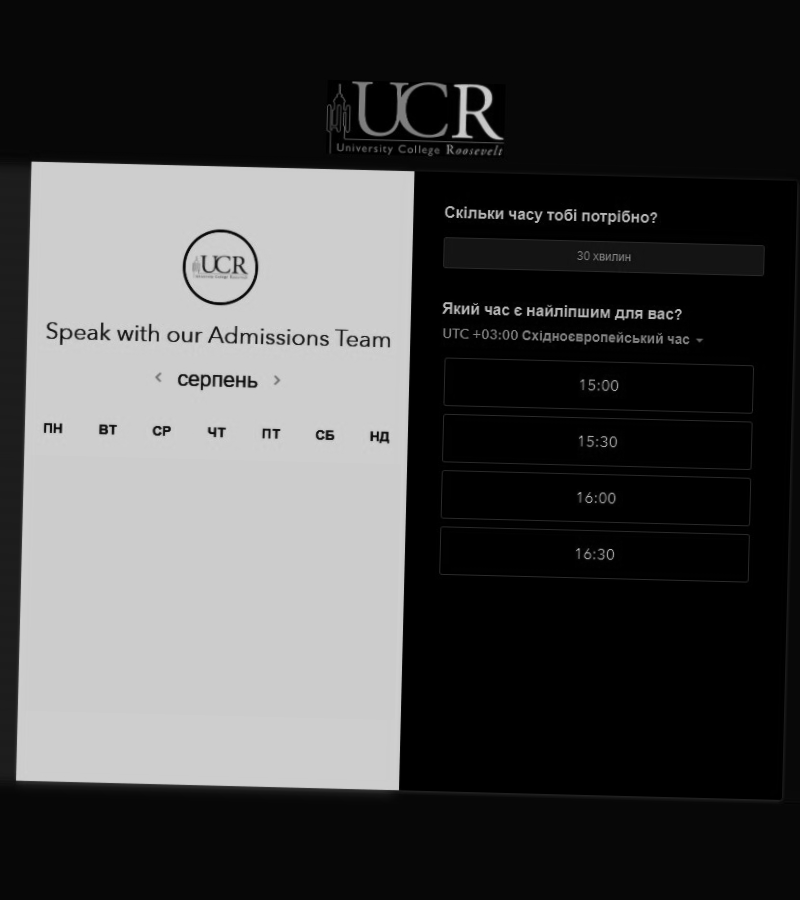 UCR
University College Roosevelt
UCR
University College Roosevelt
Speak with our Admissions Team
серпень
ПН ВТ СР ЧТ ПТ СБ НД
Скільки часу тобі потрібно?
30 хвилин
Який час є найліпшим для вас?
UTC +03:00 Східноєвропейський час
15:00
15:30
16:00
16:30